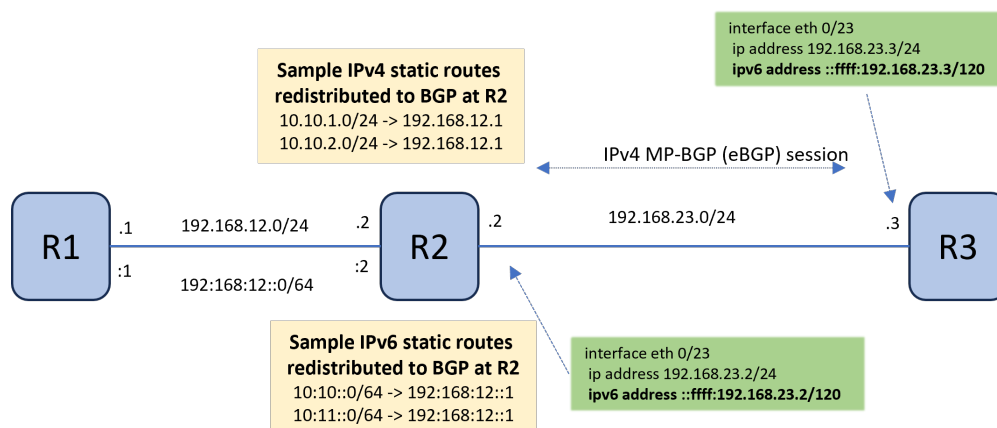 interface eth 0/23
ip address 192.168.23.3/24
ipv6 address ::ffff:192.168.23.3/120
Sample IPv4 static routes
redistributed to BGP at R2
10.10.1.0/24 -> 192.168.12.1
10.10.2.0/24 -> 192.168.12.1
IPv4 MP-BGP (eBGP) session
R1
.1
192.168.12.0/24
.2
R2
.2
192.168.23.0/24
.3
R3
:1
192:168:12::0/64
:2
Sample IPv6 static routes
redistributed to BGP at R2
10:10::0/64 -> 192:168:12::1
10:11::0/64 -> 192:168:12::1
interface eth 0/23
ip address 192.168.23.2/24
ipv6 address ::ffff:192.168.23.2/120